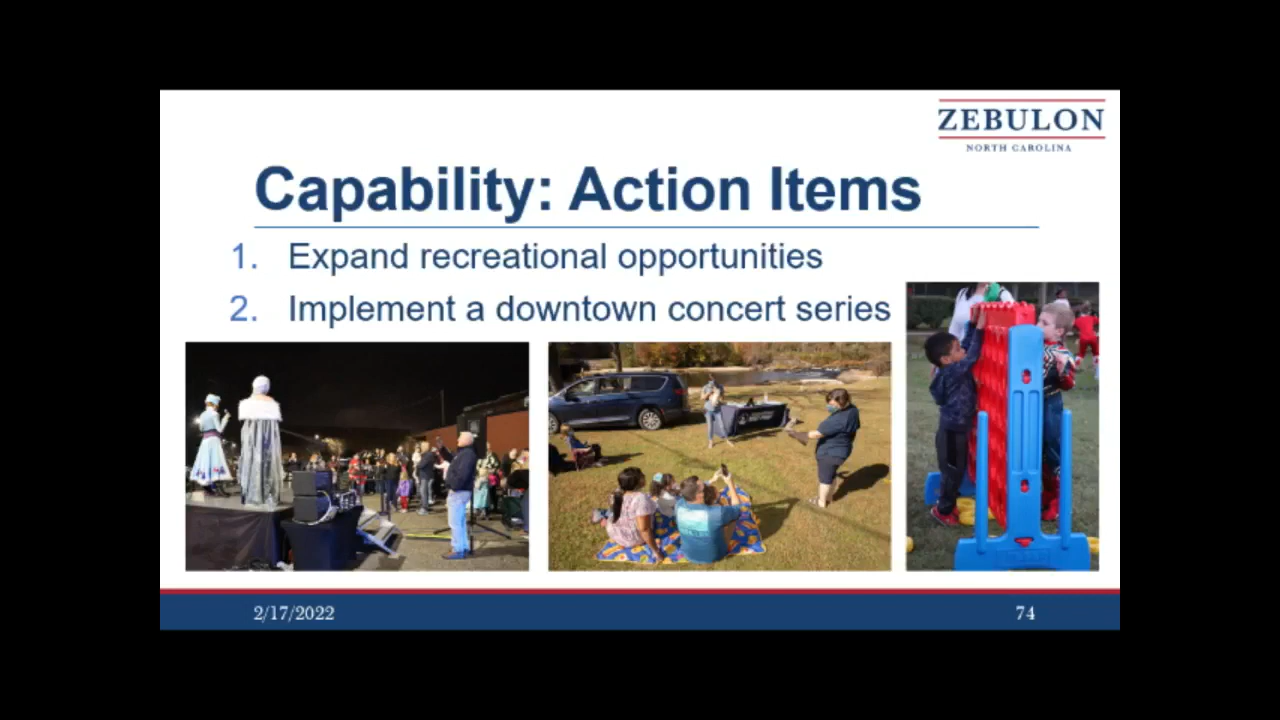 ZEBULON
NORTH CAROLINA
Capability: Action Items
1. Expand recreational opportunities
2. Implement a downtown concert series
2/17/2022
74